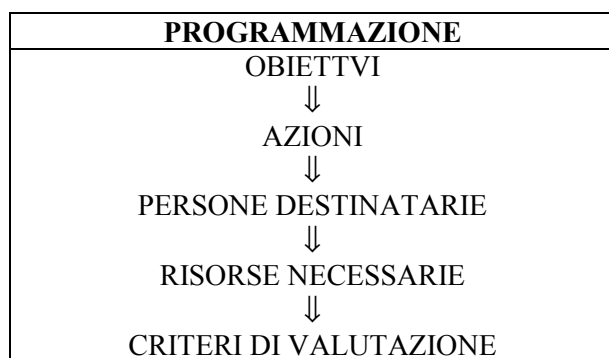 PROGRAMMAZIONE
OBIETTVI
⇓
AZIONI
⇓
PERSONE DESTINATARIE
⇓
RISORSE NECESSARIE
⇓
CRITERI DI VALUTAZIONE